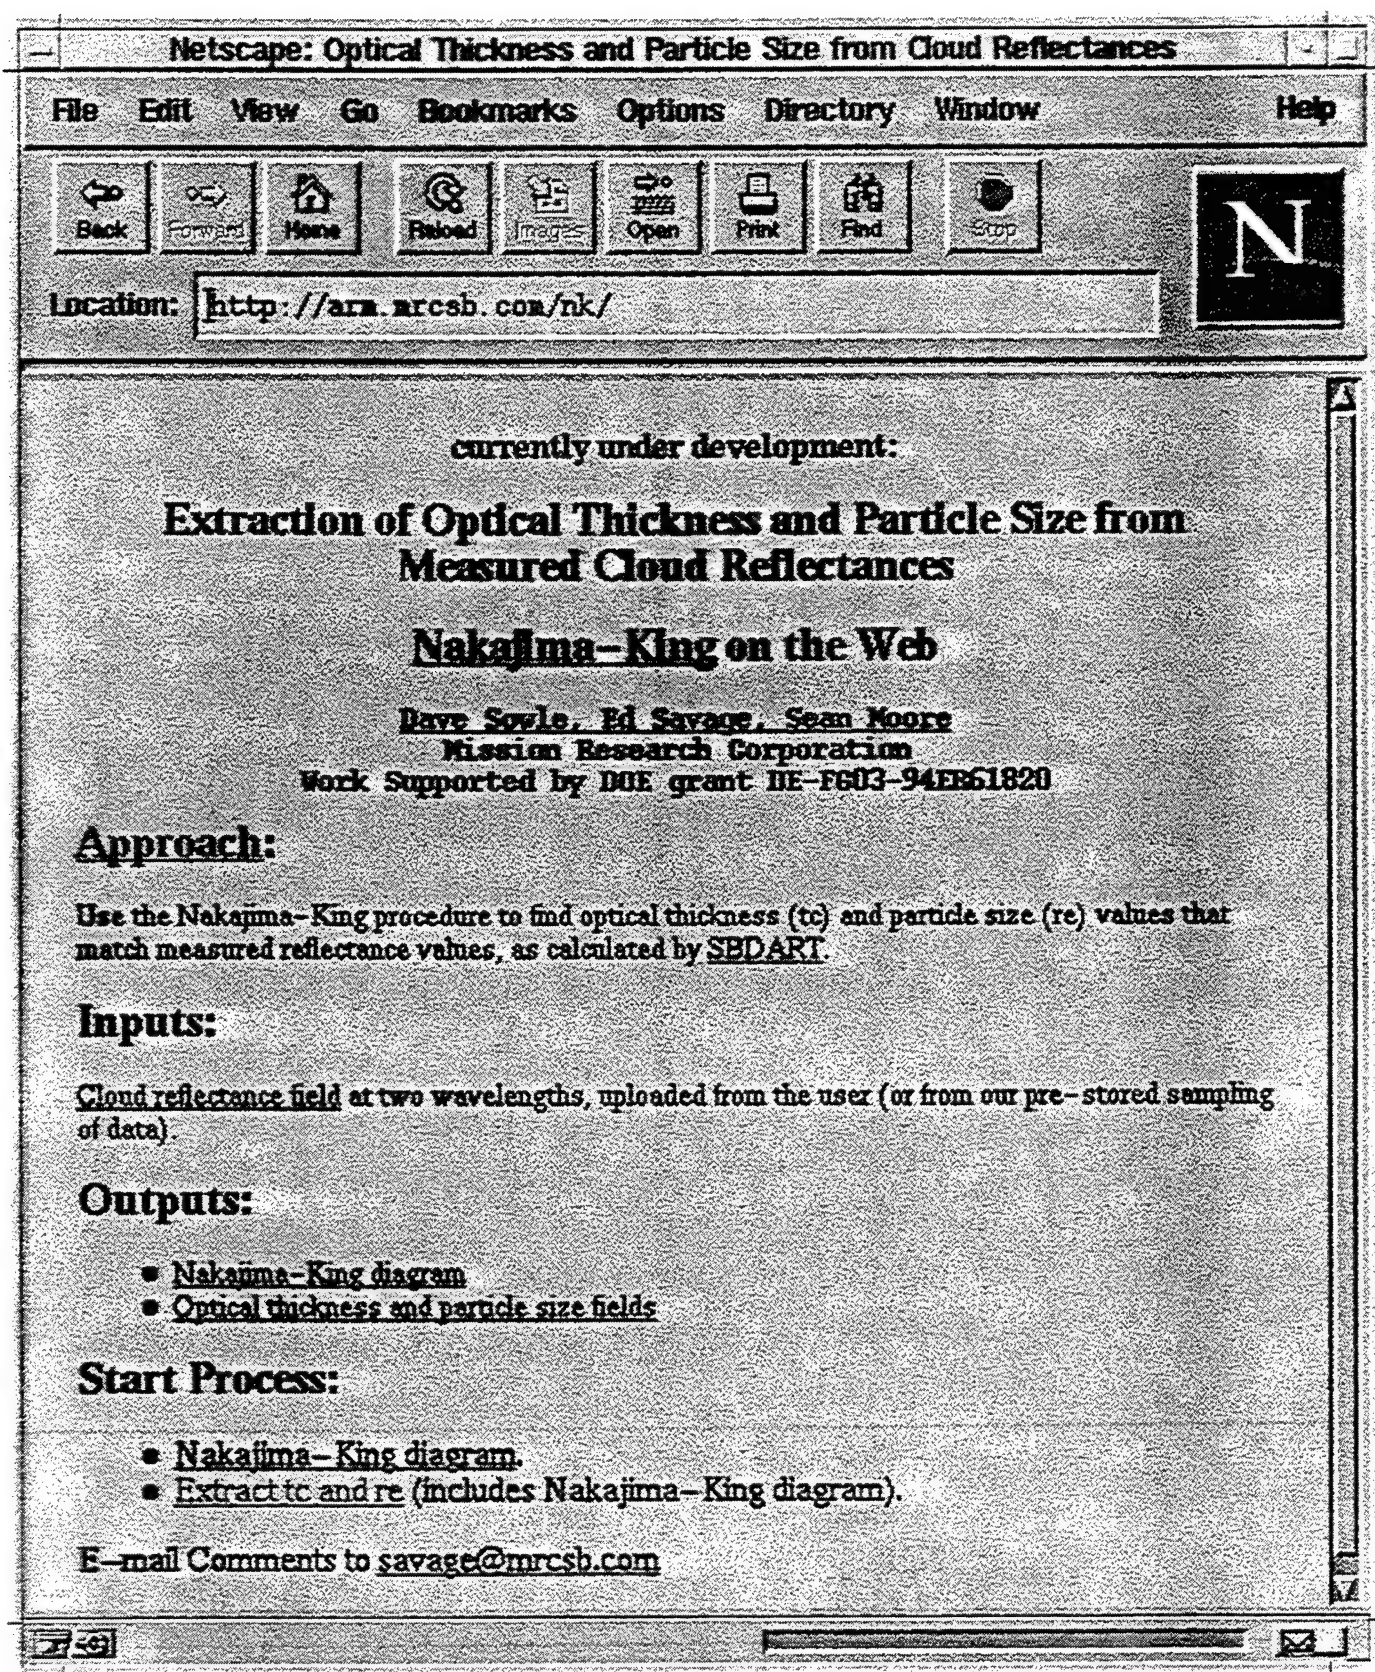 Netscape: Optical Thickness and Particle Size from Cloud Reflectances
File Edit View Go Bookmarks Options Directory Window Help
Back Forward Home Reload Images Open Print Find Stop
N
Location: http://arm.mrcsb.com/nk/
currently under development:
Extraction of Optical Thickness and Particle Size from
Measured Cloud Reflectances
Nakajima-King on the Web
Dave Sowle, Ed Savage, Sean Moore
Mission Research Corporation
Work Supported by DOE grant DE-FG03-94ER61820
Approach:
Use the Nakajima-King procedure to find optical thickness (tc) and particle size (re) values that
match measured reflectance values, as calculated by SBDART.
Inputs:
Cloud reflectance field at two wavelengths, uploaded from the user (or from our pre-stored sampling
of data).
Outputs:
• Nakajima-King diagram
• Optical thickness and particle size fields
Start Process:
• Nakajima-King diagram.
• Extract tc and re (includes Nakajima-King diagram).
E-mail Comments to savage@mrcsb.com